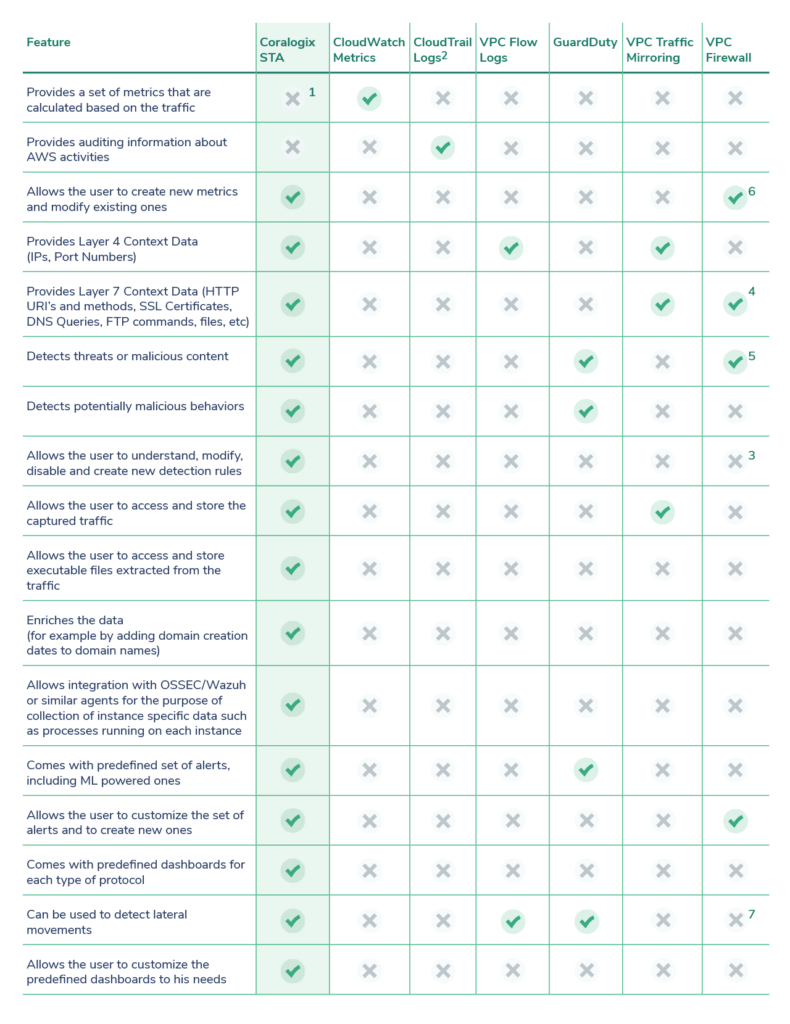 Feature
Coralogix
STA
CloudWatch
Metrics
CloudTrail
Logs2
VPC Flow
Logs
GuardDuty
VPC Traffic
Mirroring
VPC
Firewall
Provides a set of metrics that are
calculated based on the traffic
1
Provides auditing information about
AWS activities
Allows the user to create new metrics
and modify existing ones
6
Provides Layer 4 Context Data
(IPs, Port Numbers)
Provides Layer 7 Context Data (HTTP
URI's and methods, SSL Certificates,
DNS Queries, FTP commands, files, etc)
4
Detects threats or malicious content
5
Detects potentially malicious behaviors
Allows the user to understand, modify,
disable and create new detection rules
3
Allows the user to access and store the
captured traffic
Allows the user to access and store
executable files extracted from the
traffic
Enriches the data
(for example by adding domain creation
dates to domain names)
Allows integration with OSSEC/Wazuh
or similar agents for the purpose of
collection of instance specific data such
as processes running on each instance
Comes with predefined set of alerts,
including ML powered ones
Allows the user to customize the set of
alerts and to create new ones
Comes with predefined dashboards for
each type of protocol
Can be used to detect lateral
movements
7
Allows the user to customize the
predefined dashboards to his needs